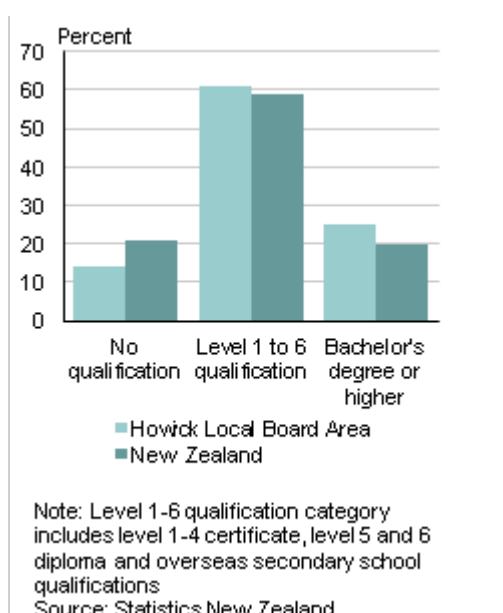 Percent
70
60
50
40
30
20
10
0
No qualification
Level 1 to 6 qualification
Bachelor's degree or higher
Howick Local Board Area
New Zealand
Note: Level 1-6 qualification category
includes level 1-4 certificate, level 5 and 6
diploma and overseas secondary school
qualifications
Source: Statistics New Zealand